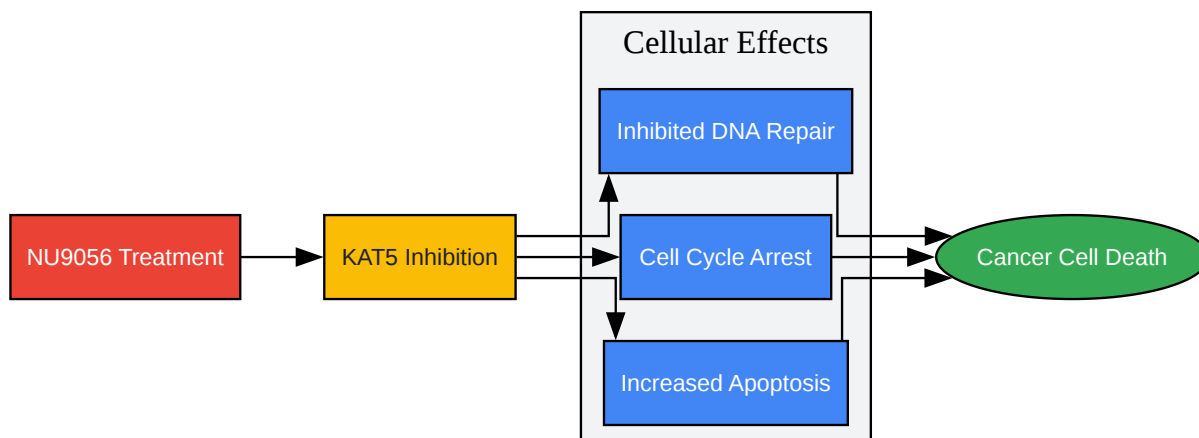 Cellular Effects
Inhibited DNA Repair
NU9056 Treatment
KAT5 Inhibition
Cell Cycle Arrest
Cancer Cell Death
Increased Apoptosis